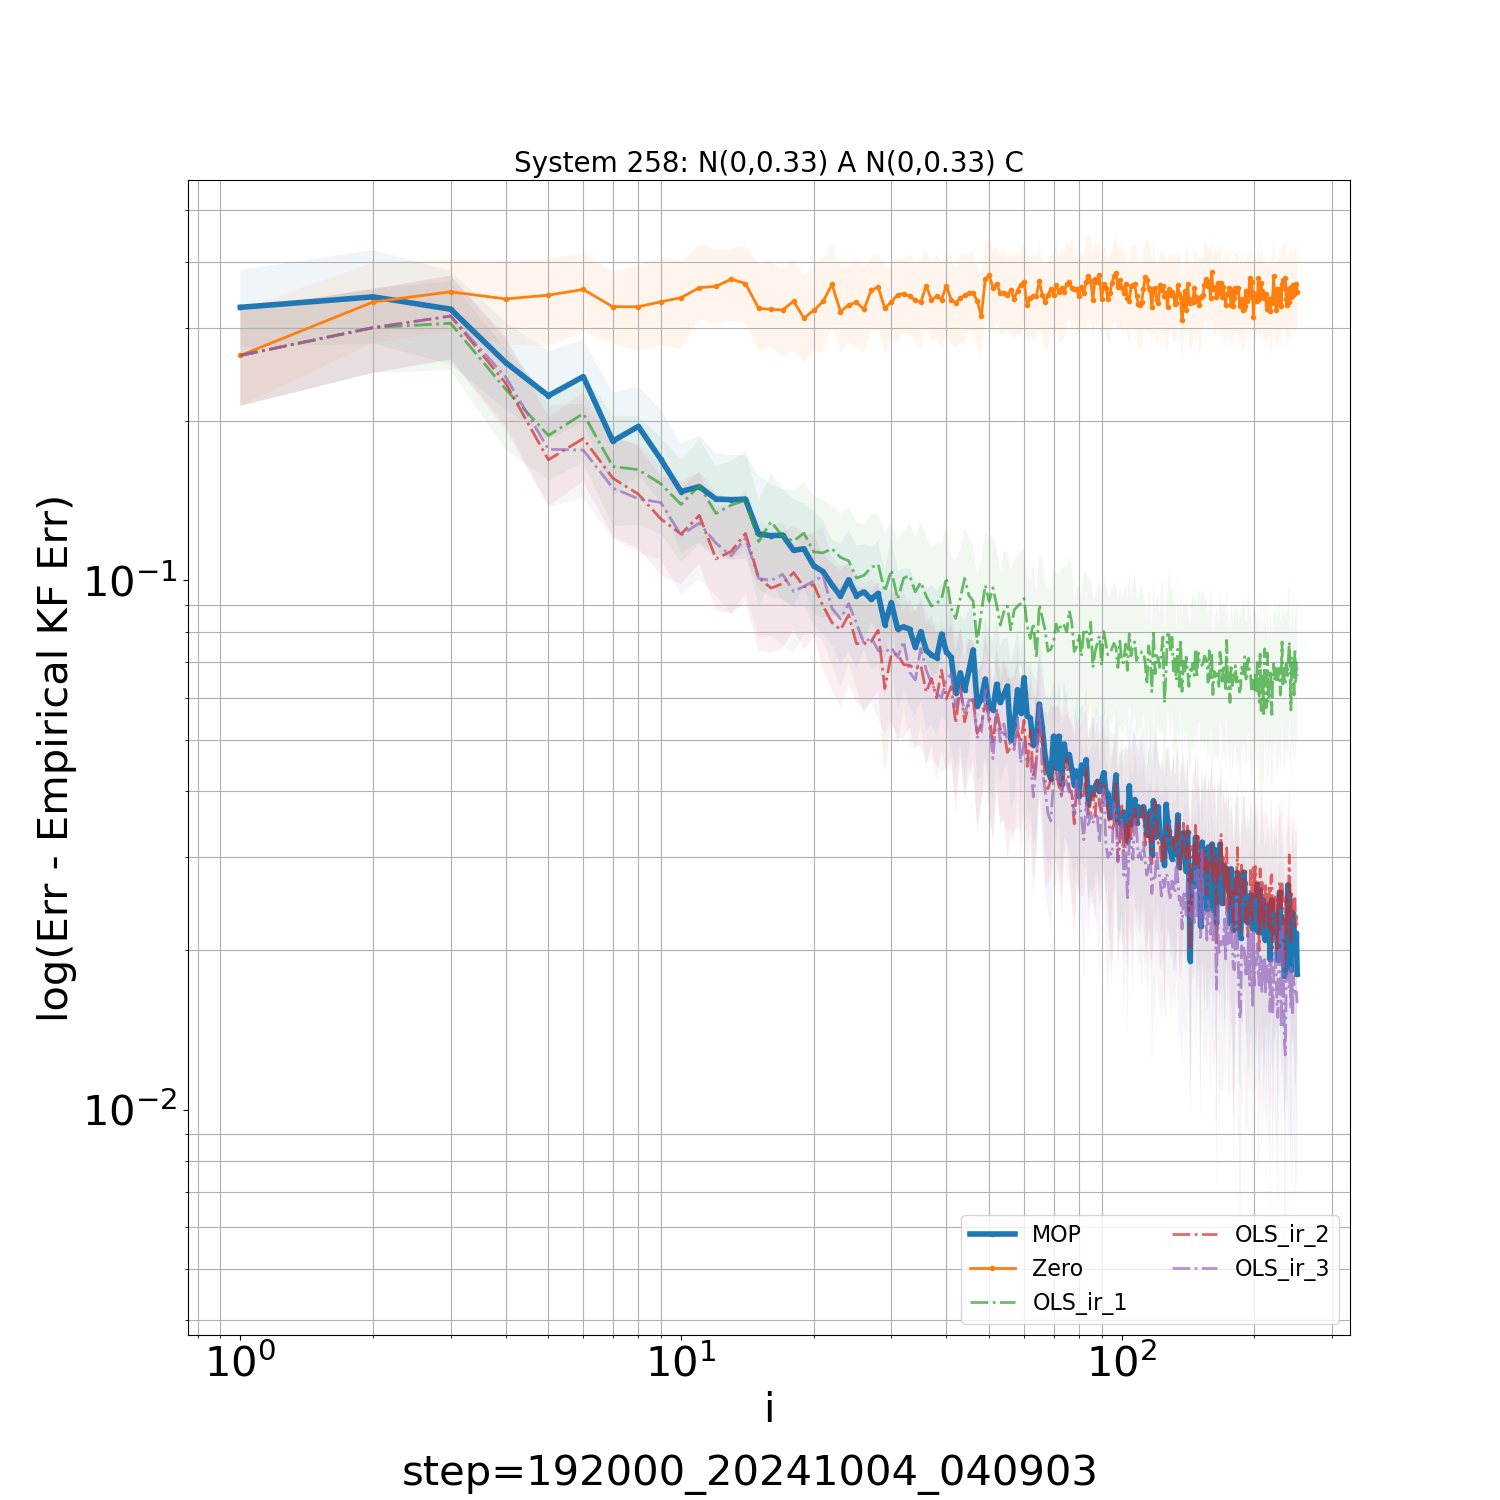 System 258: N(0,0.33) A N(0,0.33) C
log(Err - Empirical KF Err)
10⁻¹
10⁻²
MOP
Zero
OLS_ir_1
OLS_ir_2
OLS_ir_3
10⁰
10¹
10²
i
step=192000_20241004_040903